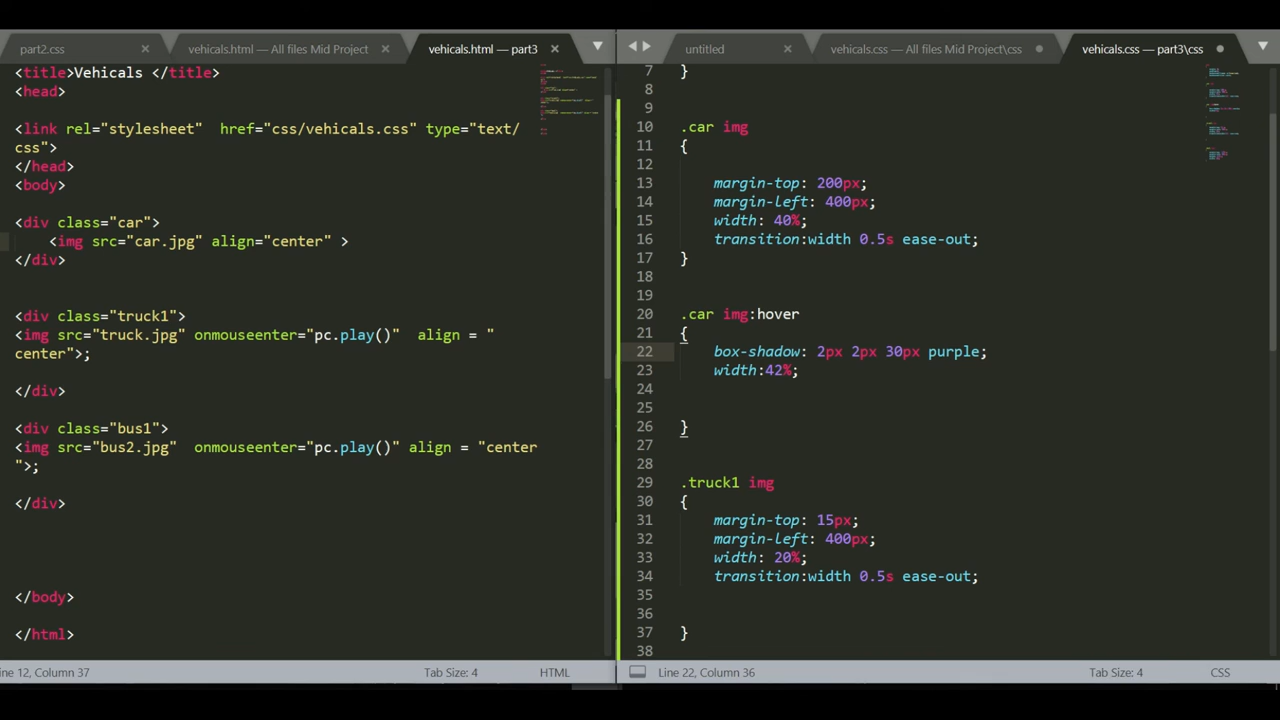 part2.css
vehicals.html — All files Mid Project
vehicals.html — part3
untitled
vehicals.css — All files Mid Project\css
vehicals.css — part3\css
<title>Vehicals </title>
<head>
<link rel="stylesheet"  href="css/vehicals.css" type="text/
css">
</head>
<body>
<div class="car">
<img src="car.jpg" align="center" >
</div>
<div class="truck1">
<img src="truck.jpg"  onmouseenter="pc.play()"  align = "
center">;
</div>
<div class="bus1">
<img src="bus2.jpg"  onmouseenter="pc.play()" align = "center
">;
</div>
</body>
</html>
7 }
8
9
10 .car img
11 {
12
13 margin-top: 200px;
14 margin-left: 400px;
15 width: 40%;
16 transition:width 0.5s ease-out;
17 }
18
19
20 .car img:hover
21 {
22 box-shadow: 2px 2px 30px purple;
23 width:42%;
24
25
26 }
27
28
29 .truck1 img
30 {
31 margin-top: 15px;
32 margin-left: 400px;
33 width: 20%;
34 transition:width 0.5s ease-out;
35
36
37 }
38
ine 12, Column 37
Tab Size: 4
HTML
Line 22, Column 36
Tab Size: 4
CSS